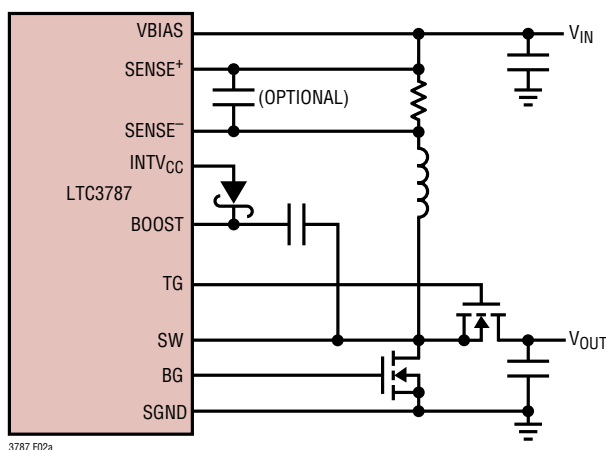 VBIAS
V_IN
SENSE⁺
(OPTIONAL)
SENSE⁻
INTV_CC
LTC3787
BOOST
TG
SW
V_OUT
BG
SGND
3787 F02a